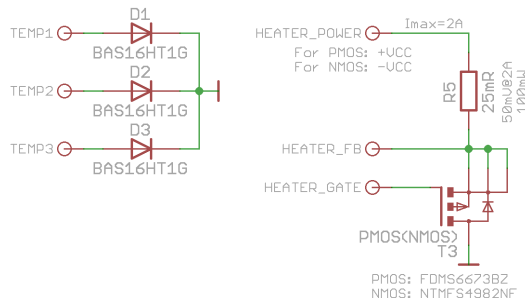 D1
TEMP1
BAS16HT1G
D2
TEMP2
BAS16HT1G
D3
TEMP3
BAS16HT1G
HEATER_POWER
Imax=2A
For PMOS: +VCC
For NMOS: -VCC
R5
25mR
50mV@2A
100mW
HEATER_FB
HEATER_GATE
PMOS(NMOS)
T3
PMOS: FDMS6673BZ
NMOS: NTMFS4982NF